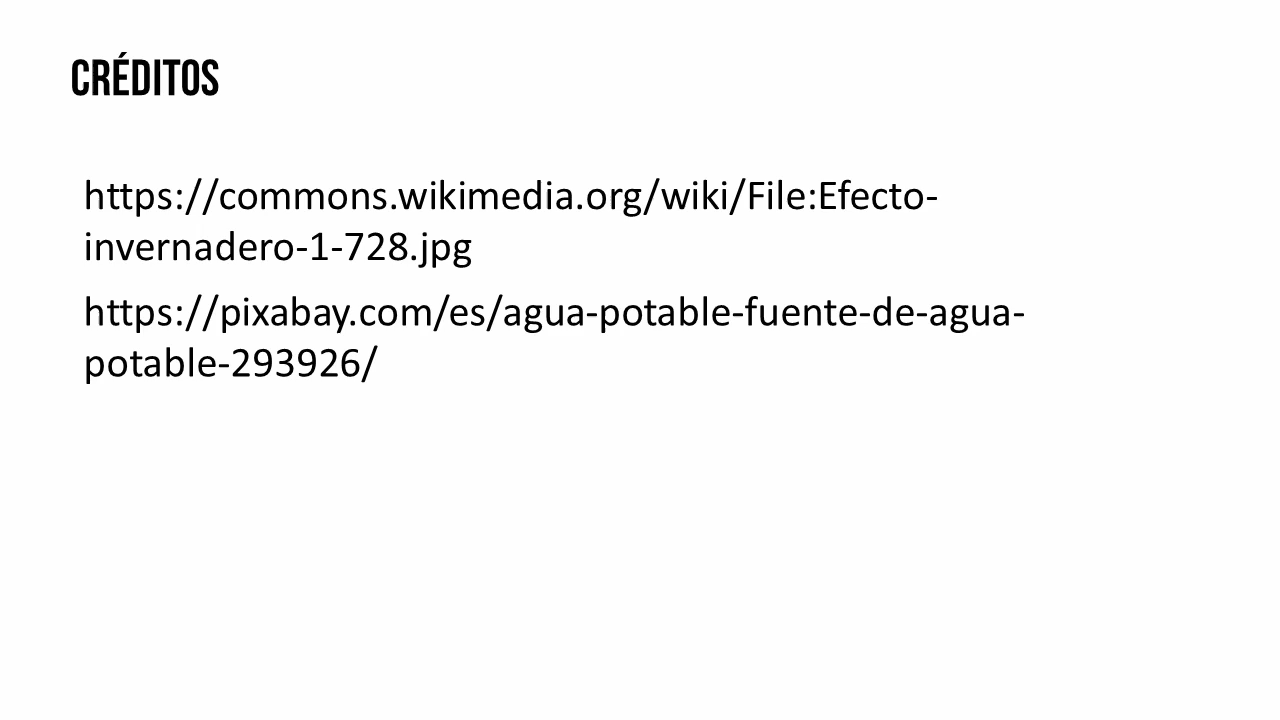 CRÉDITOS
https://commons.wikimedia.org/wiki/File:Efecto-
invernadero-1-728.jpg
https://pixabay.com/es/agua-potable-fuente-de-agua-
potable-293926/